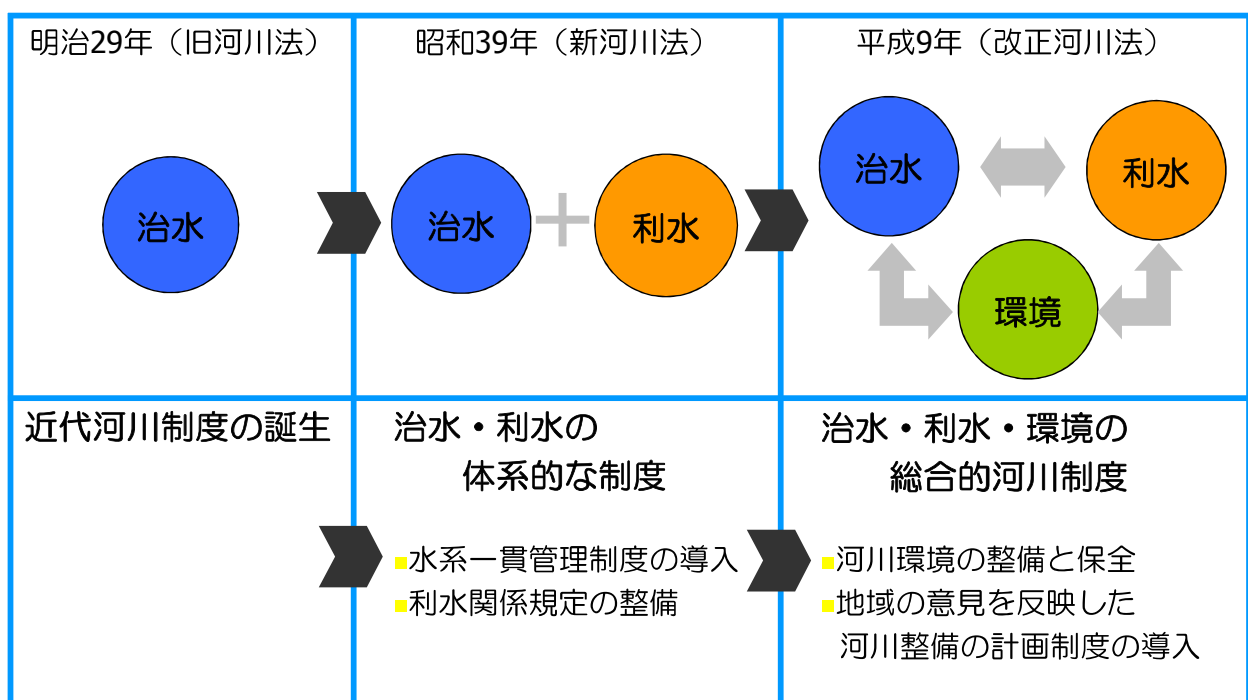 明治29年（旧河川法）
昭和39年（新河川法）
平成9年（改正河川法）
治水
治水
利水
治水
利水
環境
近代河川制度の誕生
治水・利水の
体系的な制度
水系一貫管理制度の導入
利水関係規定の整備
治水・利水・環境の
総合的河川制度
河川環境の整備と保全
地域の意見を反映した
河川整備の計画制度の導入